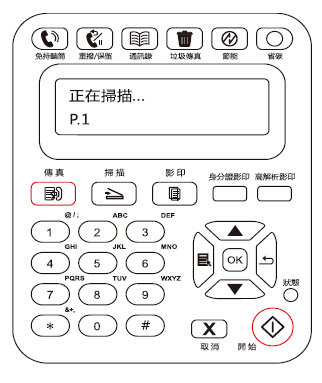 免持聽筒 重撥/保留 通訊錄 垃圾傳真 節能 省碳
正在掃描...
P.1
傳真 掃描 影印 身分證影印 高解析影印
@/; ABC DEF
1 2 3
GHI JKL MNO
4 5 6
OK
PQRS TUV WXYZ
7 8 9
狀態
&+,
* 0 #
X
取消 開始